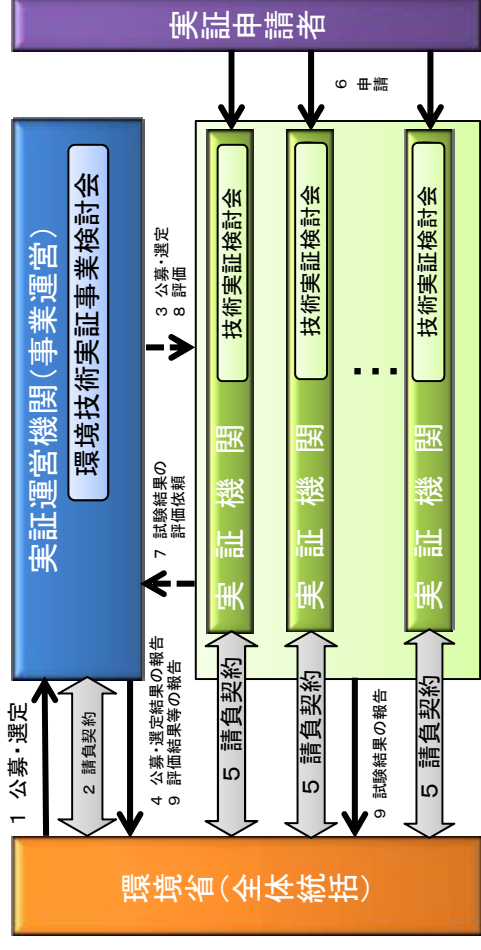 環境省(全体統括)
1 公募・選定
2 請負契約
4 公募・選定結果の報告
9 評価結果等の報告
実証運営機関(事業運営)
環境技術実証事業検討会
7 試験結果の
評価依頼
3 公募・選定
8 評価
5 請負契約
実証機関
技術実証検討会
5 請負契約
実証機関
技術実証検討会
9 試験結果の報告
…
5 請負契約
実証機関
技術実証検討会
6 申請
実証申請者